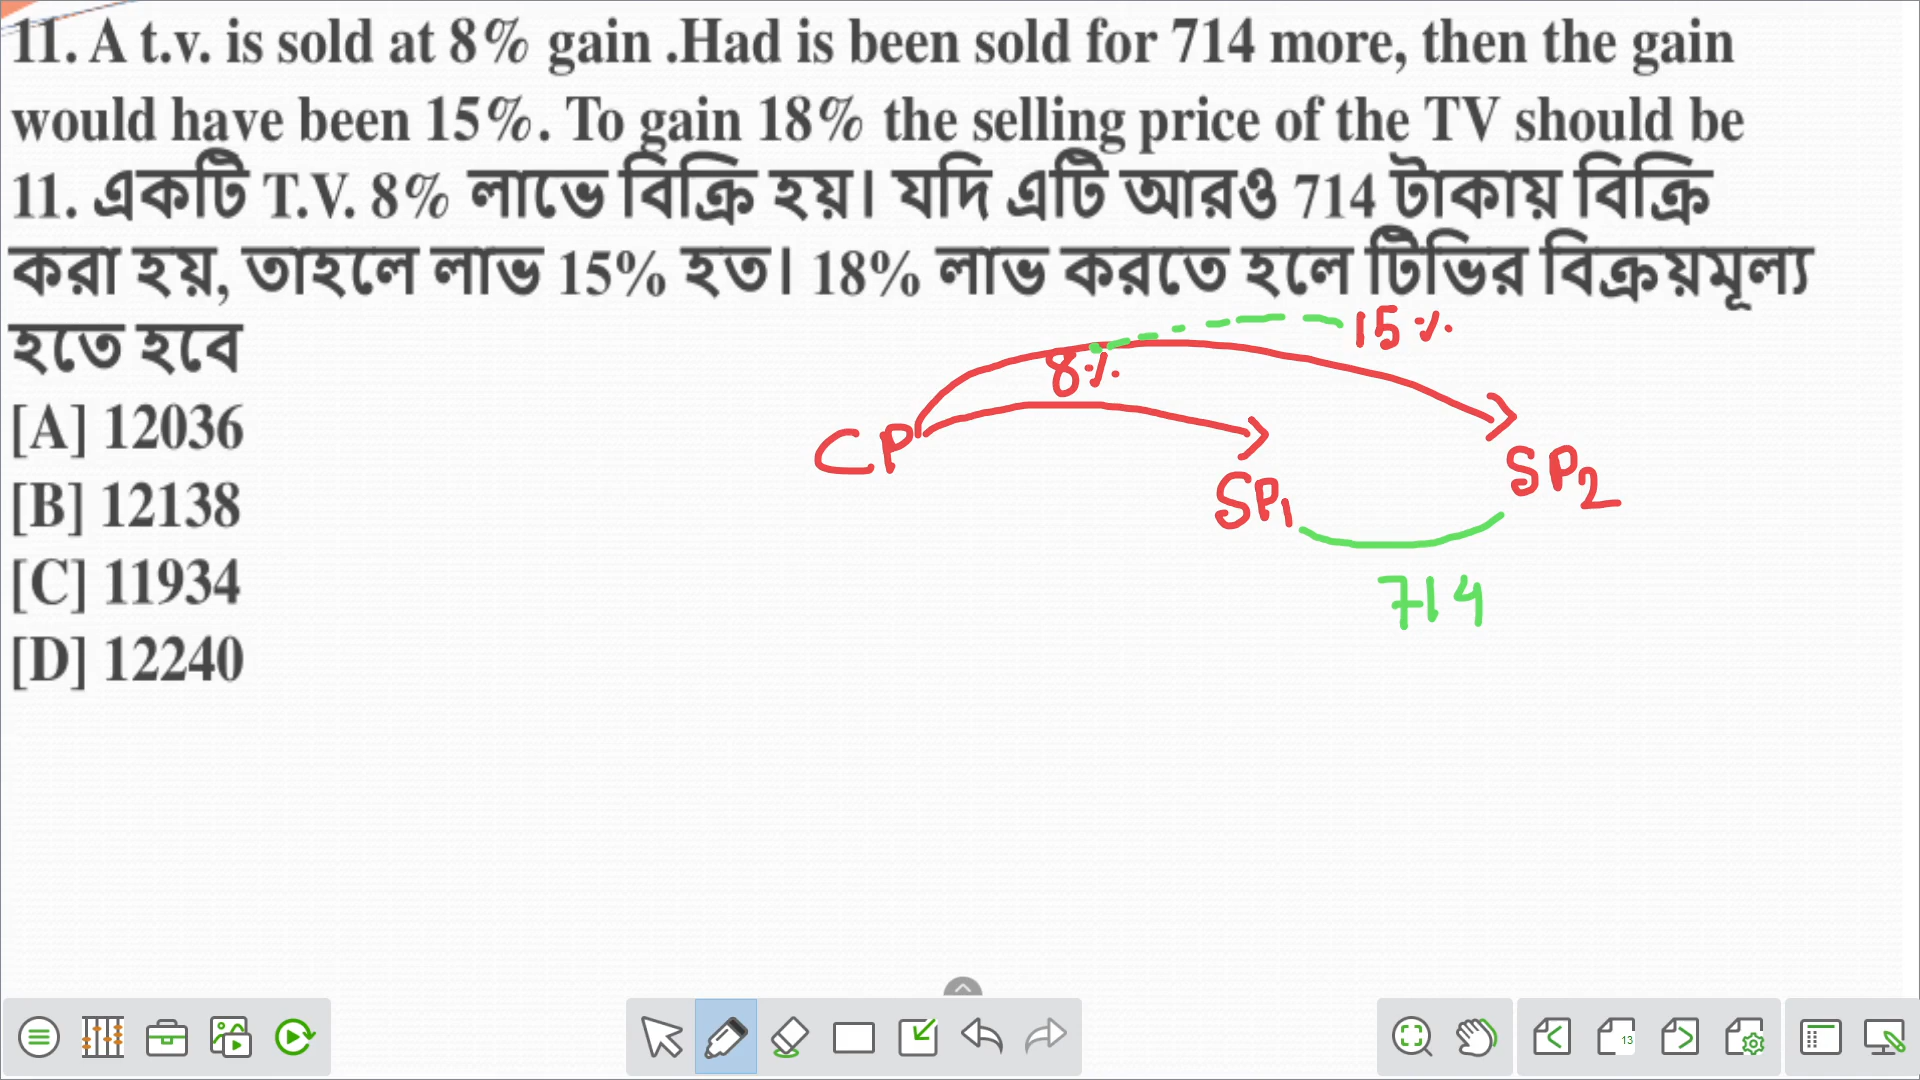 11. A t.v. is sold at 8% gain .Had is been sold for 714 more, then the gain
would have been 15%. To gain 18% the selling price of the TV should be
11. একটি T.V. 8% লাভে বিক্রি হয়। যদি এটি আরও 714 টাকায় বিক্রি
করা হয়, তাহলে লাভ 15% হত। 18% লাভ করতে হলে টিভির বিক্রয়মূল্য
হতে হবে
15%
8%
[A] 12036
CP
SP2
[B] 12138
SP1
[C] 11934
714
[D] 12240
13